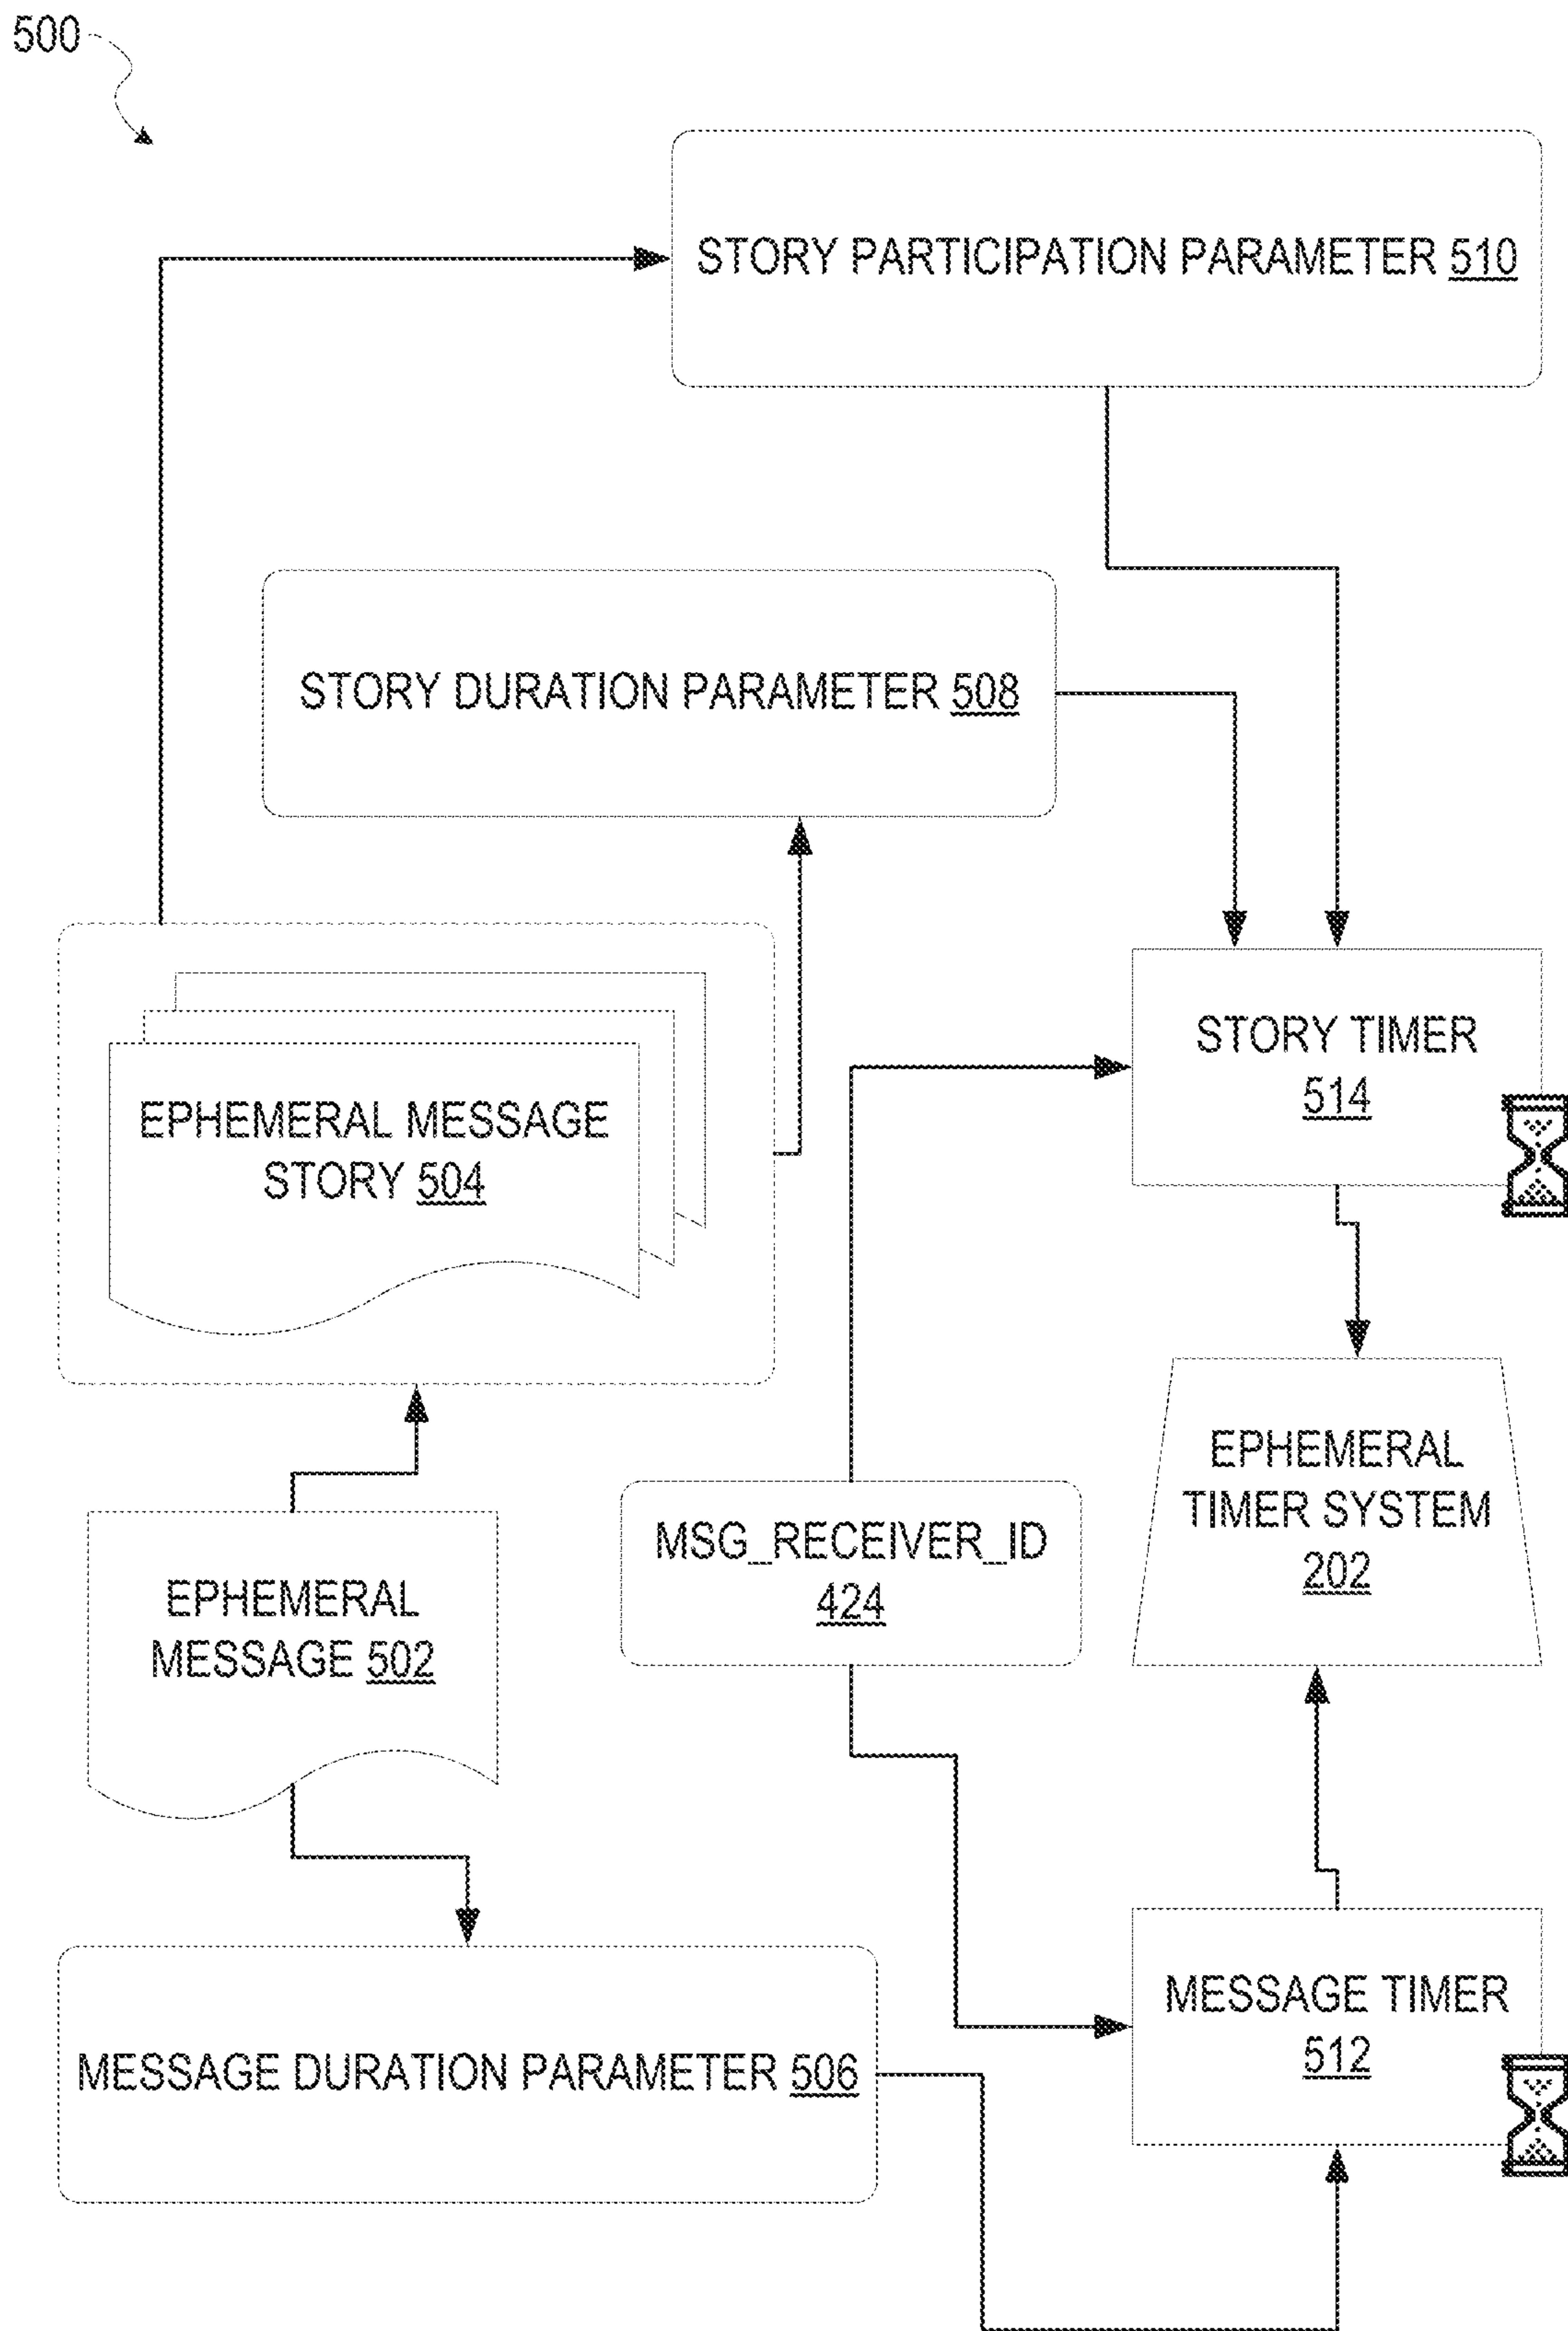 500
STORY PARTICIPATION PARAMETER 510
STORY DURATION PARAMETER 508
STORY TIMER
514
EPHEMERAL MESSAGE
STORY 504
EPHEMERAL
TIMER SYSTEM
202
MSG_RECEIVER_ID
424
EPHEMERAL
MESSAGE 502
MESSAGE TIMER
512
MESSAGE DURATION PARAMETER 506